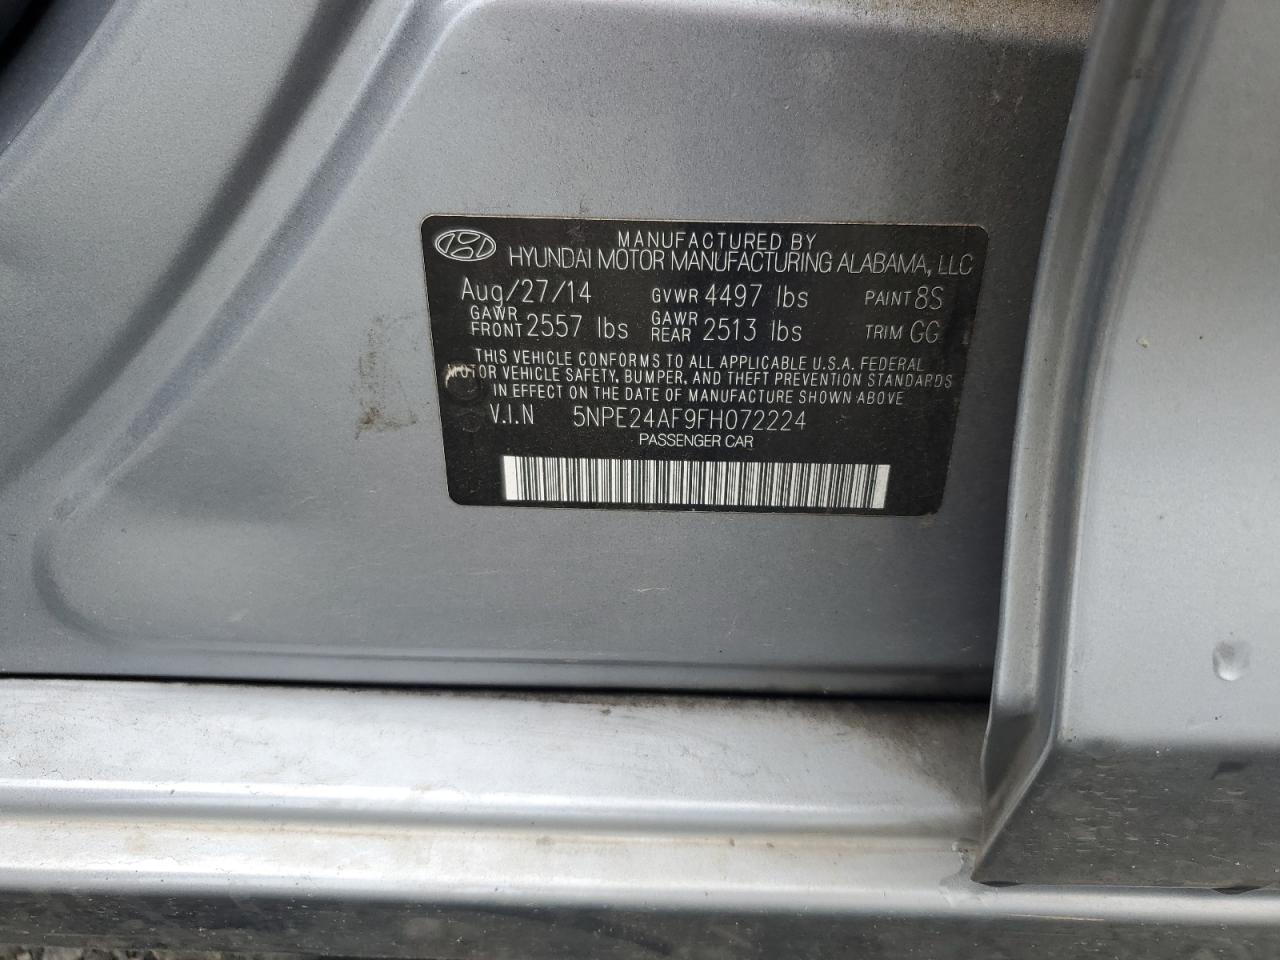 MANUFACTURED BY
HYUNDAI MOTOR MANUFACTURING ALABAMA, LLC
Aug/27/14 GVWR 4497 lbs PAINT 8S
GAWR FRONT 2557 lbs GAWR REAR 2513 lbs TRIM GG
THIS VEHICLE CONFORMS TO ALL APPLICABLE U.S.A. FEDERAL
MOTOR VEHICLE SAFETY, BUMPER, AND THEFT PREVENTION STANDARDS
IN EFFECT ON THE DATE OF MANUFACTURE SHOWN ABOVE
V.I.N 5NPE24AF9FH072224
PASSENGER CAR